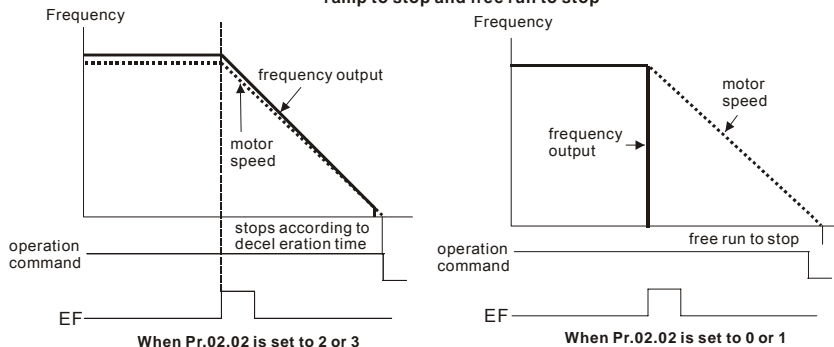 ramp to stop and free run to stop
Frequency
frequency output
motor
speed
stops according to
decel eration time
operation
command
EF
When Pr.02.02 is set to 2 or 3
Frequency
motor
speed
frequency
output
free run to stop
operation
command
EF
When Pr.02.02 is set to 0 or 1